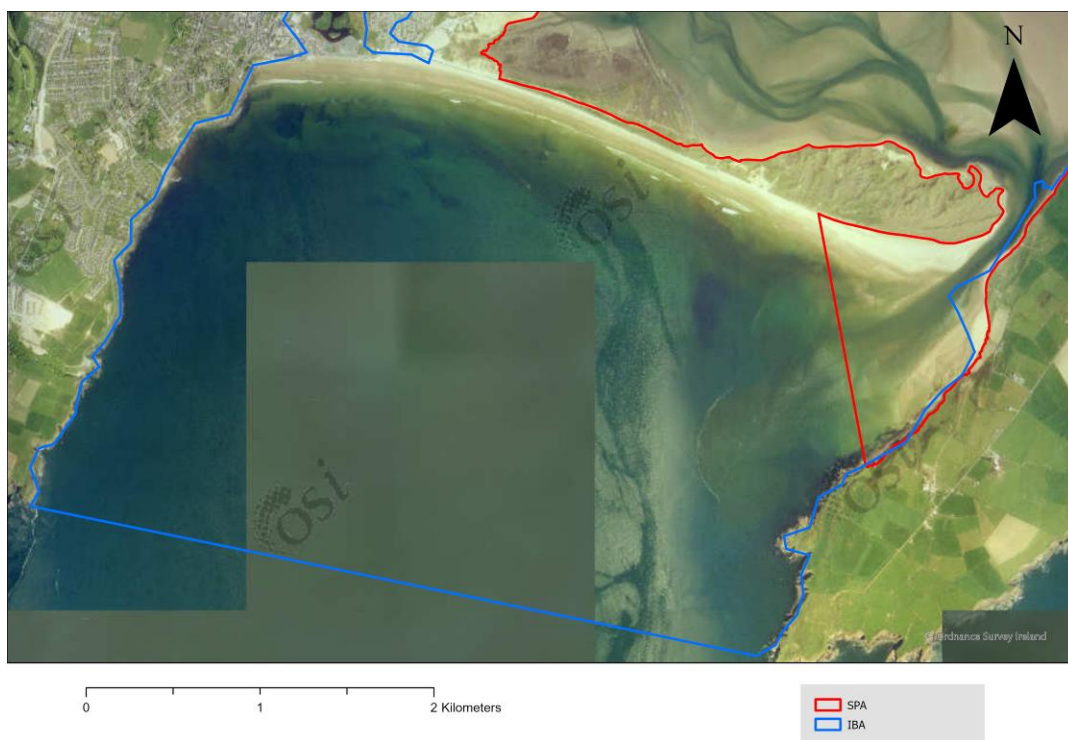 N
Osi
Osi
Osi
© Ordnance Survey Ireland
0
1
2 Kilometers
SPA
IBA